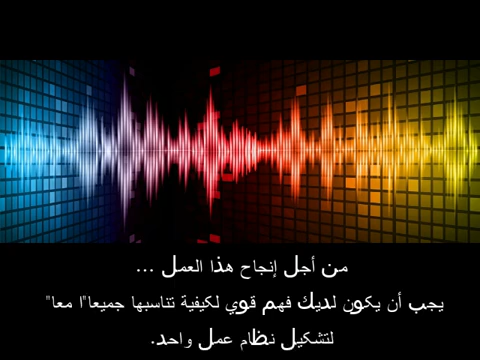 من أجل إنجاح هذا العمل ...
يجب أن يكون لديك فهم قوي لكيفية تناسبها جميعا"ا معا"
لتشكيل نظام عمل واحد.